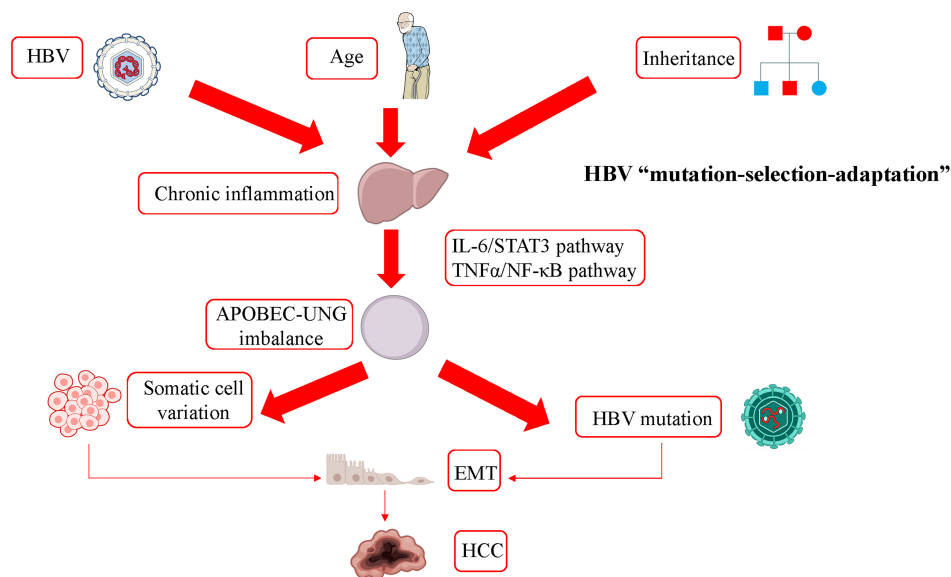 HBV
Age
Inheritance
HBV “mutation-selection-adaptation”
Chronic inflammation
IL-6/STAT3 pathway
TNFα/NF-κB pathway
APOBEC-UNG
imbalance
Somatic cell
variation
HBV mutation
EMT
HCC